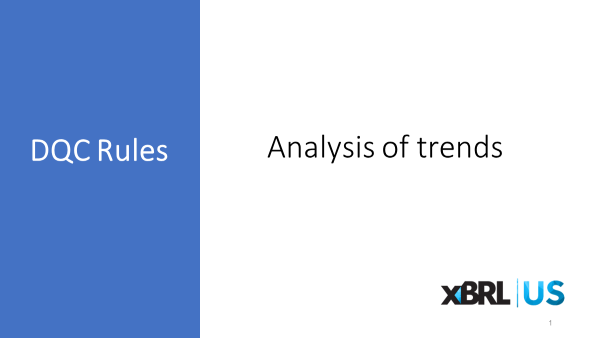 DQC Rules
Analysis of trends
XBRL US
1